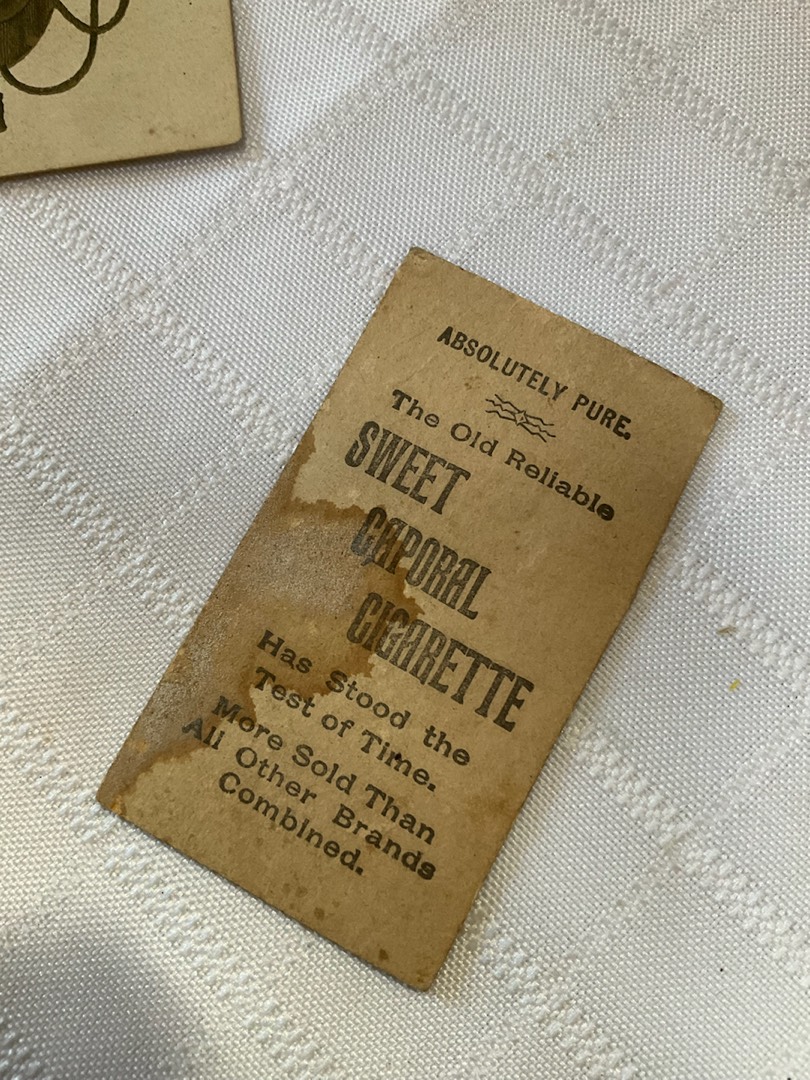 ABSOLUTELY PURE.
The Old Reliable
SWEET
CAPORAL
CIGARETTE
Has Stood the
Test of Time.
More Sold Than
All Other Brands
Combined.